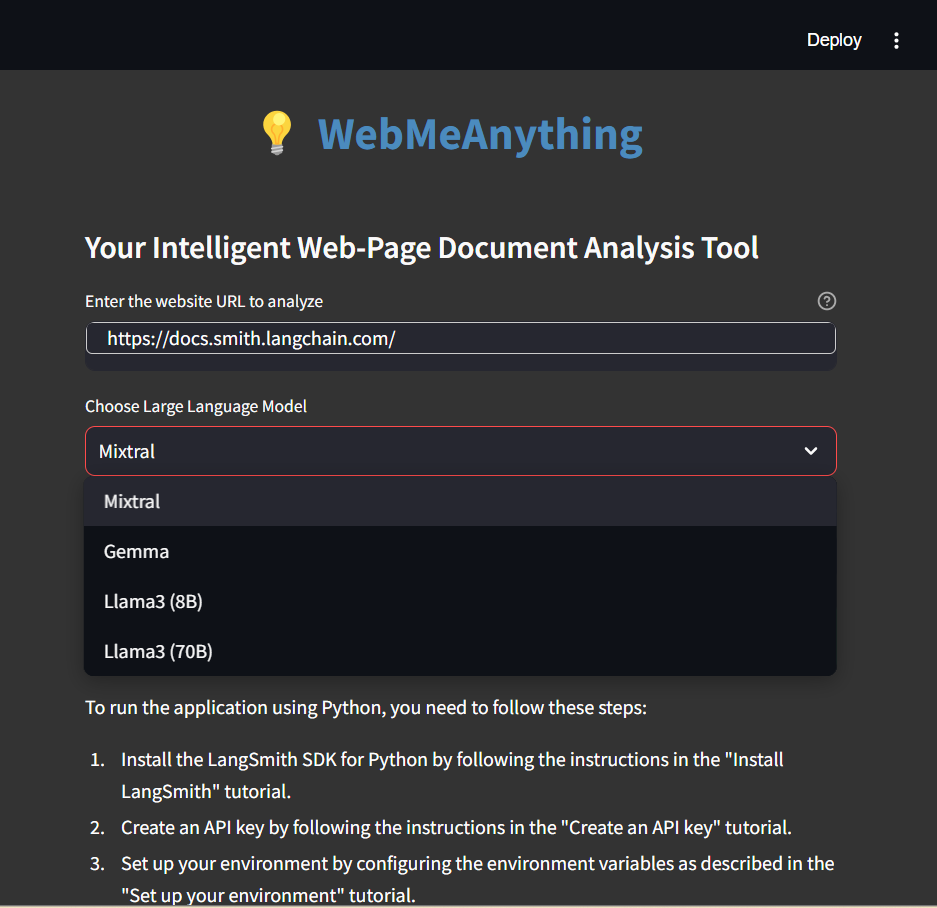 Deploy
WebMeAnything
Your Intelligent Web-Page Document Analysis Tool
Enter the website URL to analyze
https://docs.smith.langchain.com/
Choose Large Language Model
Mixtral
Mixtral
Gemma
Llama3 (8B)
Llama3 (70B)
To run the application using Python, you need to follow these steps:
1. Install the LangSmith SDK for Python by following the instructions in the "Install
LangSmith" tutorial.
2. Create an API key by following the instructions in the "Create an API key" tutorial.
3. Set up your environment by configuring the environment variables as described in the
"Set up your environment" tutorial.